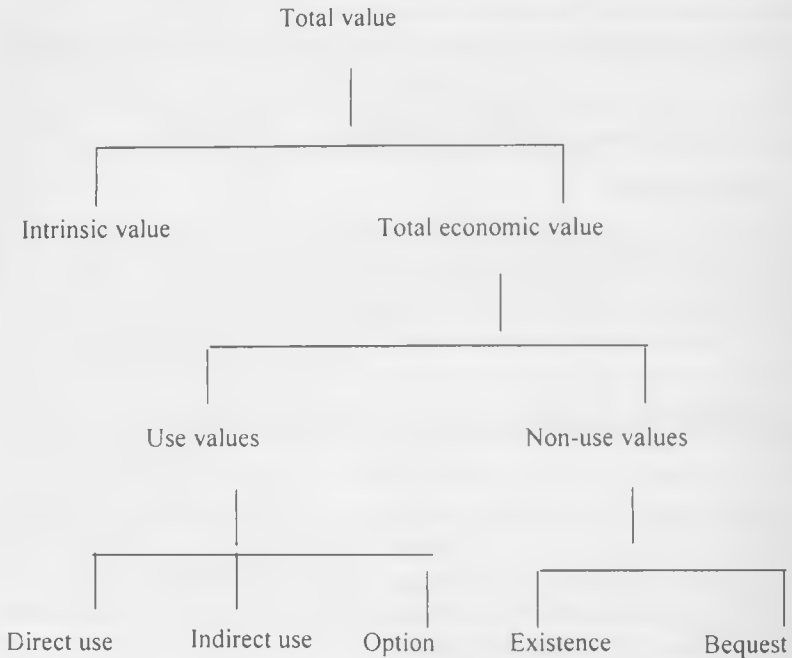 Total value
Intrinsic value Total economic value
Use values Non-use values
Direct use Indirect use Option Existence Bequest